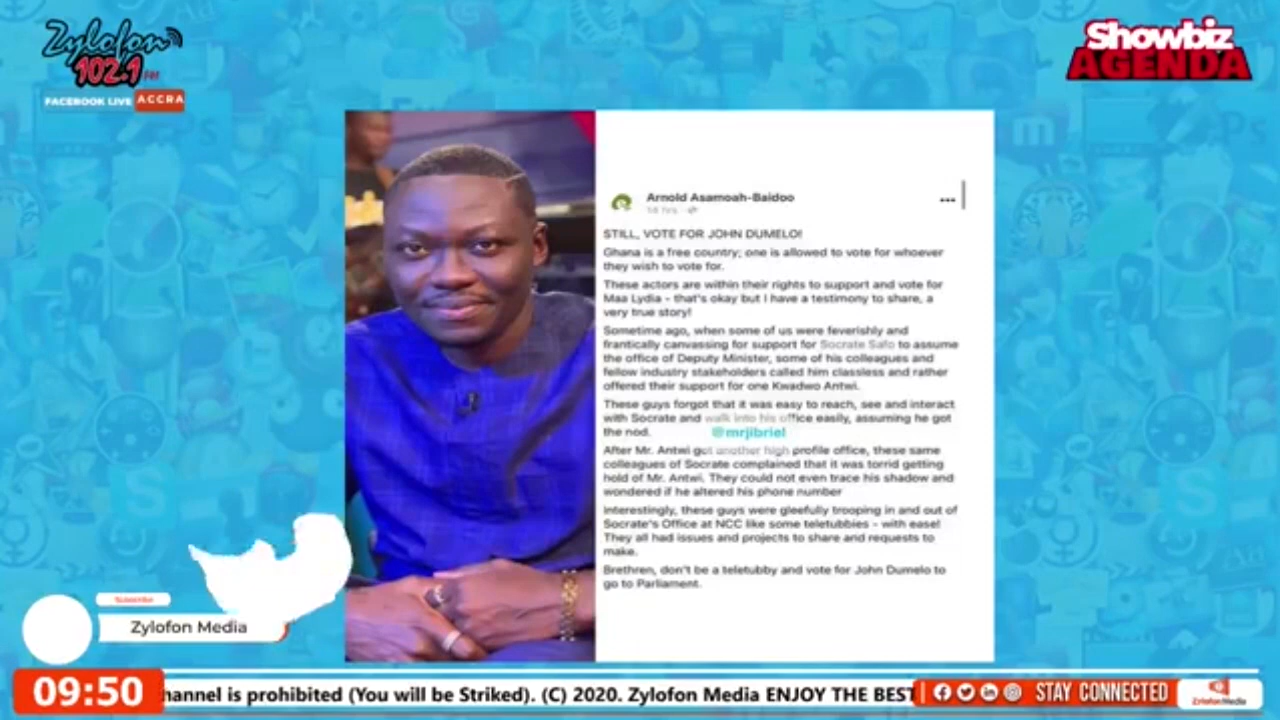 Zylofon
102.1 FM
FACEBOOK LIVE ACCRA
Showbiz
AGENDA
Arnold Asamoah-Baidoo
14 hrs
STILL, VOTE FOR JOHN DUMELO!
Ghana is a free country; one is allowed to vote for whoever
they wish to vote for.
These actors are within their rights to support and vote for
Maa Lydia - that's okay but I have a testimony to share, a
very true story!
Sometime ago, when some of us were feverishly and
frantically canvassing for support for Socrate Safo to assume
the office of Deputy Minister, some of his colleagues and
fellow industry stakeholders called him classless and rather
offered their support for one Kwadwo Antwi.
These guys forgot that it was easy to reach, see and interact
with Socrate and walk into his office easily, assuming he got
the nod.
@mrjibriel
After Mr. Antwi got another high profile office, these same
colleagues of Socrate complained that it was torrid getting
hold of Mr. Antwi. They could not even trace his shadow and
wondered if he altered his phone number
Interestingly, these guys were gleefully trooping in and out of
Socrate's Office at NCC like some teletubbies - with ease!
They all had issues and projects to share and requests to
make.
Brethren, don't be a teletubby and vote for John Dumelo to
go to Parliament.
Subscribe
Zylofon Media
09:50
hannel is prohibited (You will be Striked). (C) 2020. Zylofon Media ENJOY THE BEST
STAY CONNECTED
ZylofonMedia